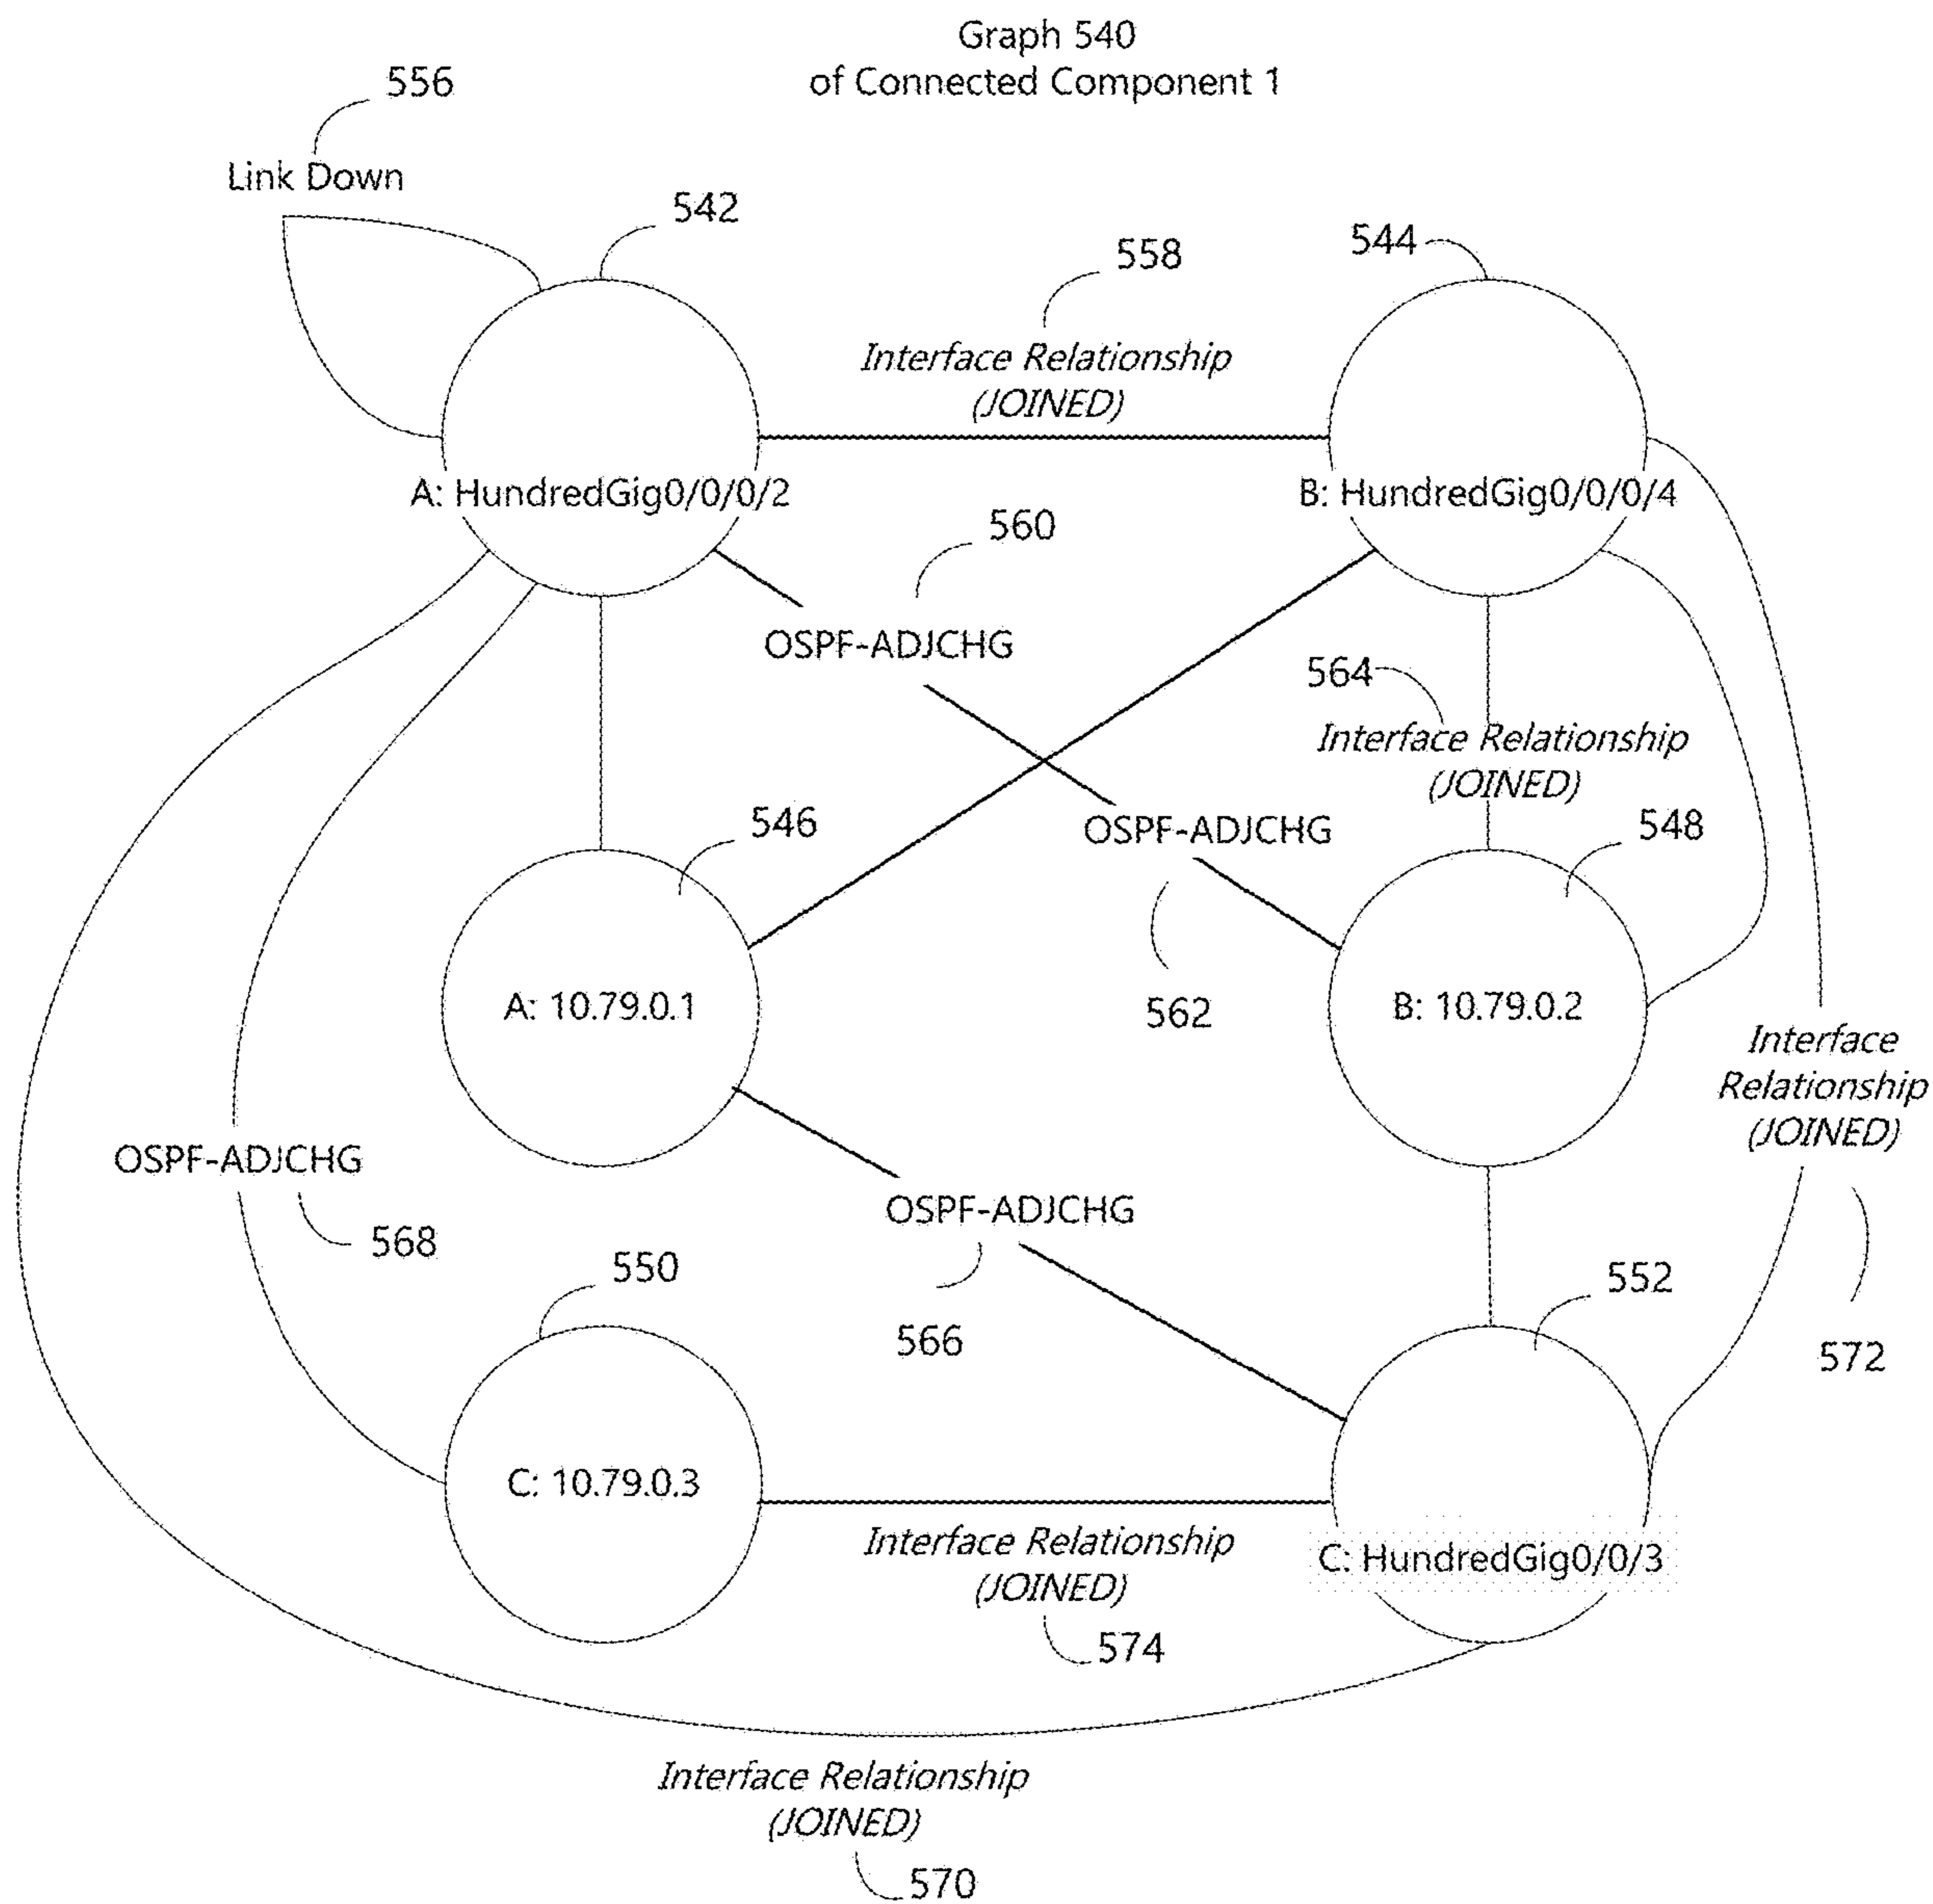 Graph 540
of Connected Component 1
556
Link Down
542
544
558
Interface Relationship
(JOINED)
A: HundredGig0/0/0/2
B: HundredGig0/0/0/4
560
OSPF-ADJCHG
564
Interface Relationship
(JOINED)
546
OSPF-ADJCHG
548
A: 10.79.0.1
562
B: 10.79.0.2
Interface
Relationship
(JOINED)
OSPF-ADJCHG
568
OSPF-ADJCHG
550
566
552
572
C: 10.79.0.3
Interface Relationship
(JOINED)
574
C: HundredGig0/0/3
Interface Relationship
(JOINED)
570